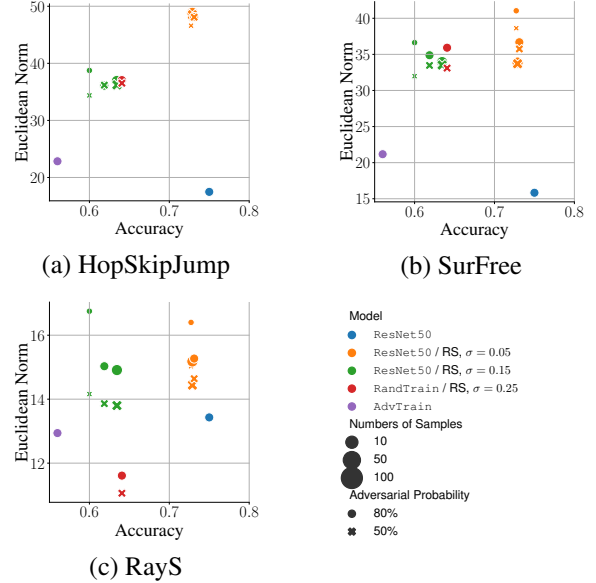 50
40
30
20
Euclidean Norm
0.6 0.7 0.8
Accuracy
(a) HopSkipJump
40
35
30
25
20
15
Euclidean Norm
0.6 0.7 0.8
Accuracy
(b) SurFree
16
14
12
Euclidean Norm
0.6 0.7 0.8
Accuracy
(c) RayS
Model
ResNet50
ResNet50 / RS, σ = 0.05
ResNet50 / RS, σ = 0.15
RandTrain / RS, σ = 0.25
AdvTrain
Numbers of Samples
10
50
100
Adversarial Probability
80%
50%